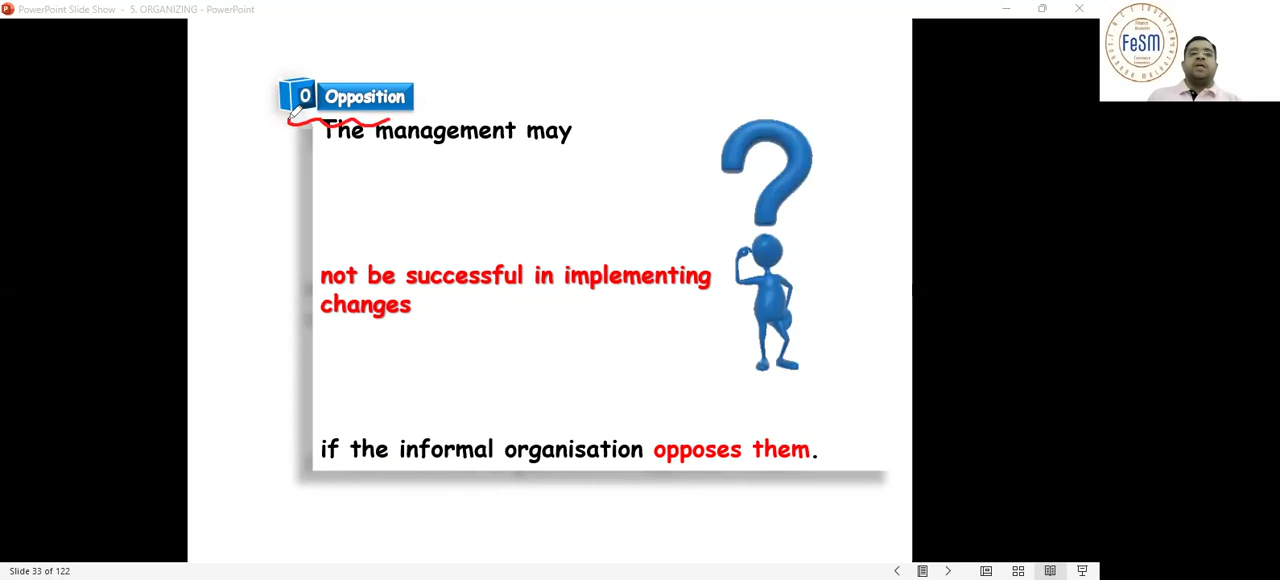 PowerPoint Slide Show - 5. ORGANIZING - PowerPoint
FeSM
O Opposition
The management may
not be successful in implementing
changes
if the informal organisation opposes them.
Slide 33 of 122